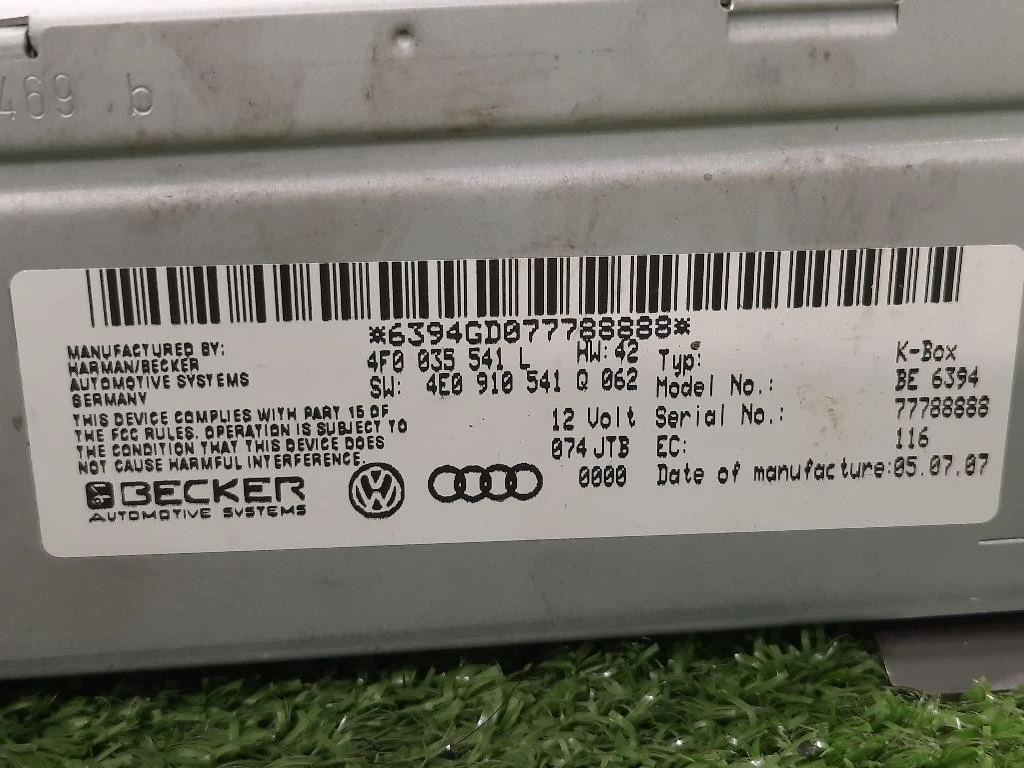 469 b
*6394GD077788888*
MANUFACTURED BY:
HARMAN/BECKER
AUTOMOTIVE SYSTEMS
GERMANY
THIS DEVICE COMPLIES WITH PART 15 OF
THE FCC RULES. OPERATION IS SUBJECT TO
THE CONDITION THAT THIS DEVICE DOES
NOT CAUSE HARMFUL INTERFERENCE.
BECKER
AUTOMOTIVE SYSTEMS
4F0 035 541 L HW: 42
SW: 4E0 910 541 Q 062
12 Volt
074 JTB
0000
Typ: K-Box
Model No.: BE 6394
Serial No.: 77788888
EC: 116
Date of manufacture: 05.07.07